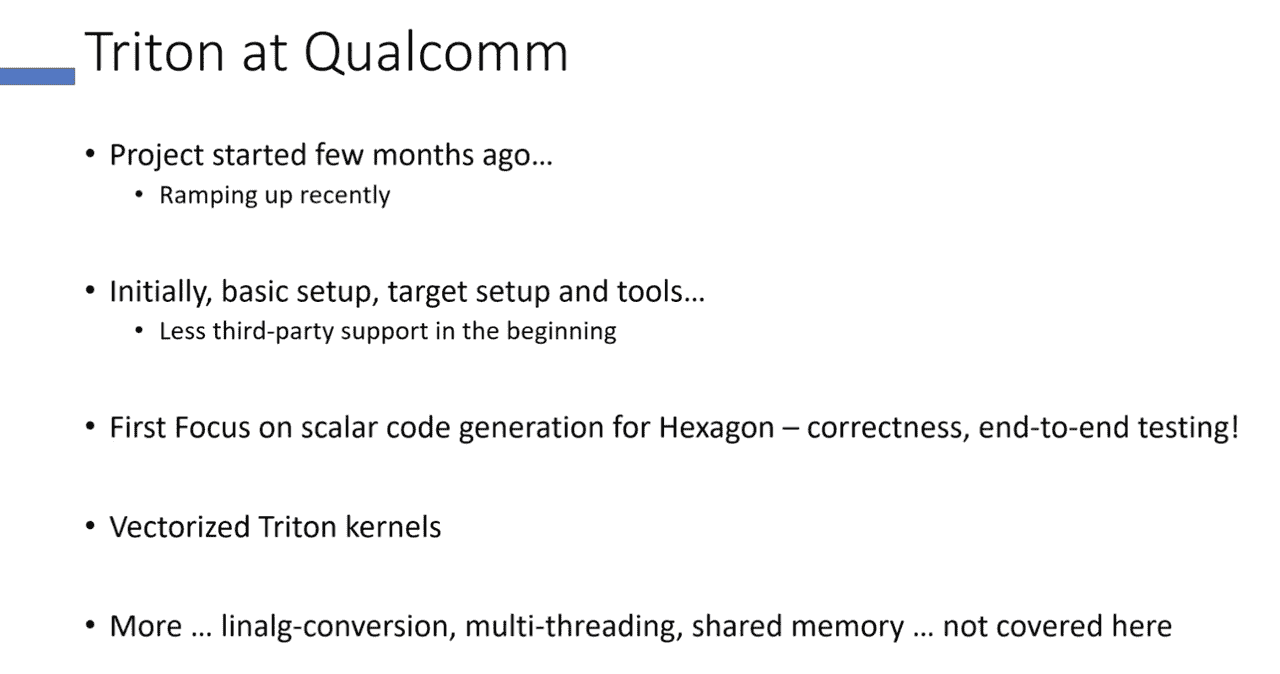 Triton at Qualcomm
• Project started few months ago...
• Ramping up recently
• Initially, basic setup, target setup and tools...
• Less third-party support in the beginning
• First Focus on scalar code generation for Hexagon – correctness, end-to-end testing!
• Vectorized Triton kernels
• More ... linalg-conversion, multi-threading, shared memory ... not covered here